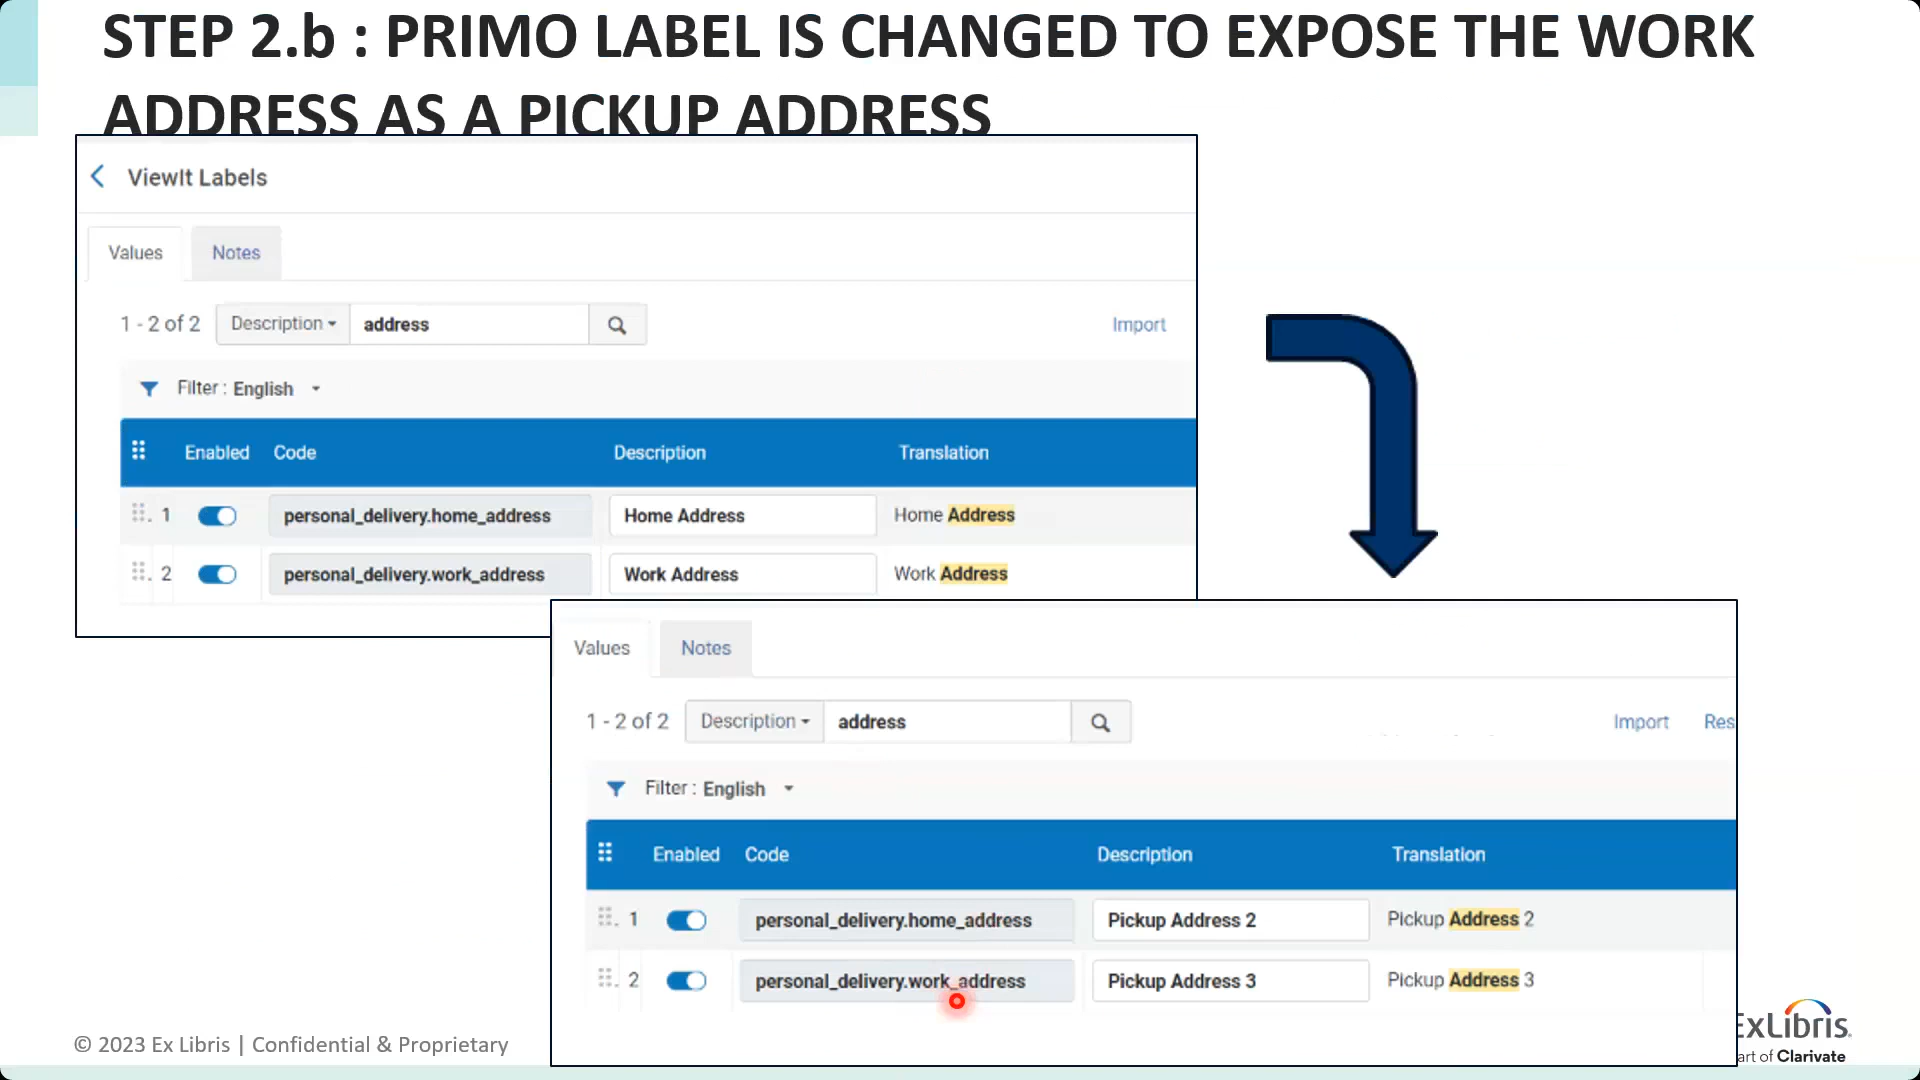 STEP 2.b : PRIMO LABEL IS CHANGED TO EXPOSE THE WORK
ADDRESS AS A PICKUP ADDRESS
ViewIt Labels
Values Notes
1 - 2 of 2 Description address Import
Filter : English
Enabled Code Description Translation
1 personal_delivery.home_address Home Address Home Address
2 personal_delivery.work_address Work Address Work Address
Values Notes
1 - 2 of 2 Description address Import Res
Filter : English
Enabled Code Description Translation
1 personal_delivery.home_address Pickup Address 2 Pickup Address 2
2 personal_delivery.work_address Pickup Address 3 Pickup Address 3
© 2023 Ex Libris | Confidential & Proprietary
ExLibris.
art of Clarivate